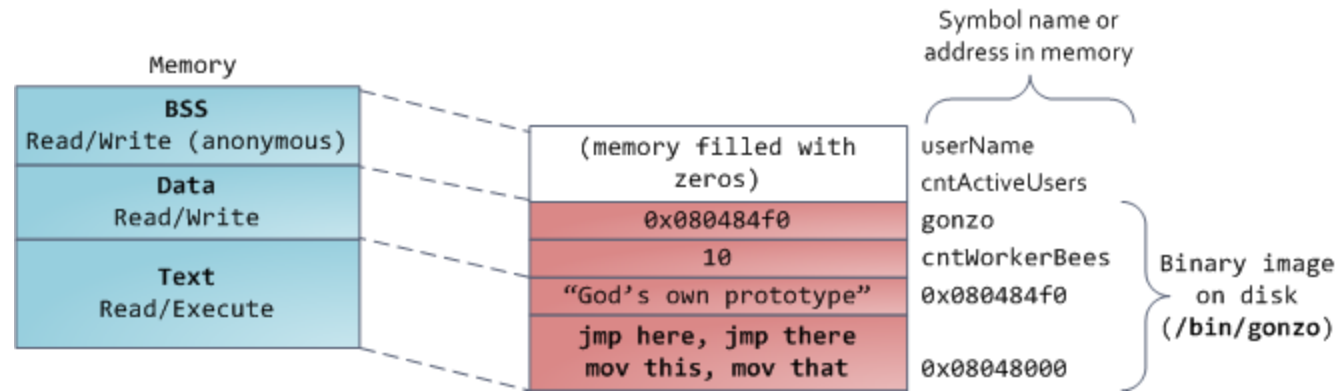 Symbol name or
address in memory
Memory
BSS
Read/Write (anonymous)
Data
Read/Write
Text
Read/Execute
(memory filled with
zeros)
0x080484f0
10
“God’s own prototype”
jmp here, jmp there
mov this, mov that
userName
cntActiveUsers
gonzo
cntWorkerBees
0x080484f0
0x08048000
Binary image
on disk
(/bin/gonzo)